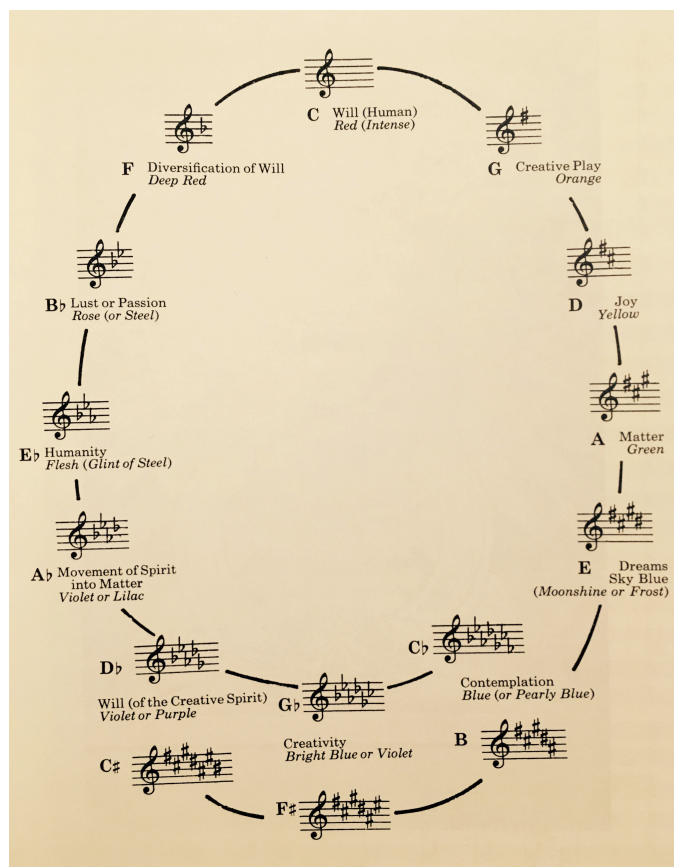 C Will (Human)
Red (Intense)
F Diversification of Will
Deep Red
G Creative Play
Orange
B♭ Lust or Passion
Rose (or Steel)
D Joy
Yellow
E♭ Humanity
Flesh (Glint of Steel)
A Matter
Green
A♭ Movement of Spirit
into Matter
Violet or Lilac
E Dreams
Sky Blue
(Moonshine or Frost)
D♭
Will (of the Creative Spirit)
Violet or Purple
G♭
Creativity
Bright Blue or Violet
C♭
Contemplation
Blue (or Pearly Blue)
B
C♯
F♯